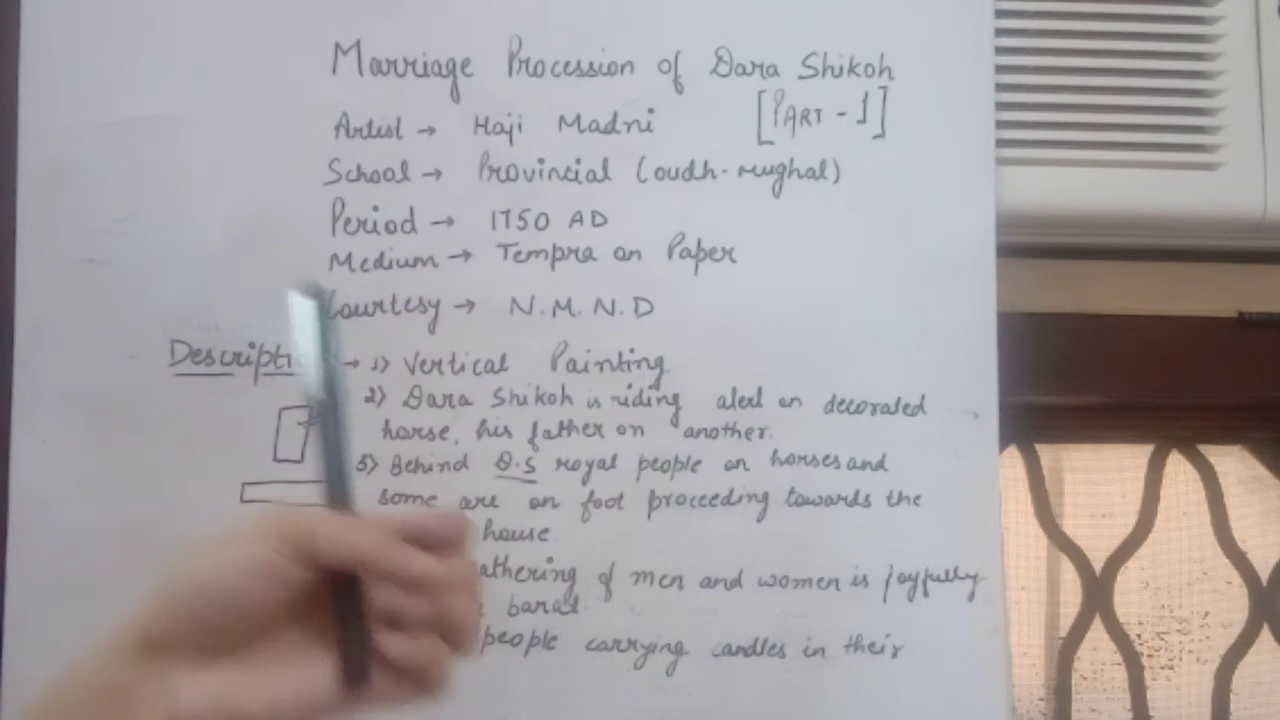 Marriage Procession of Dara Shikoh
[PART - 1]
Artist → Haji Madni
School → Provincial (oudh-mughal)
Period → 1750 AD
Medium → Tempra on Paper
Courtesy → N.M.N.D
Descripti → 1) Vertical Painting
2) Dara Shikoh is riding on decorated
horse, his father on another.
3) Behind D.S royal people on horses and
some are on foot proceeding towards the
house
athering of men and women is joyfully
barat
people carrying candles in their